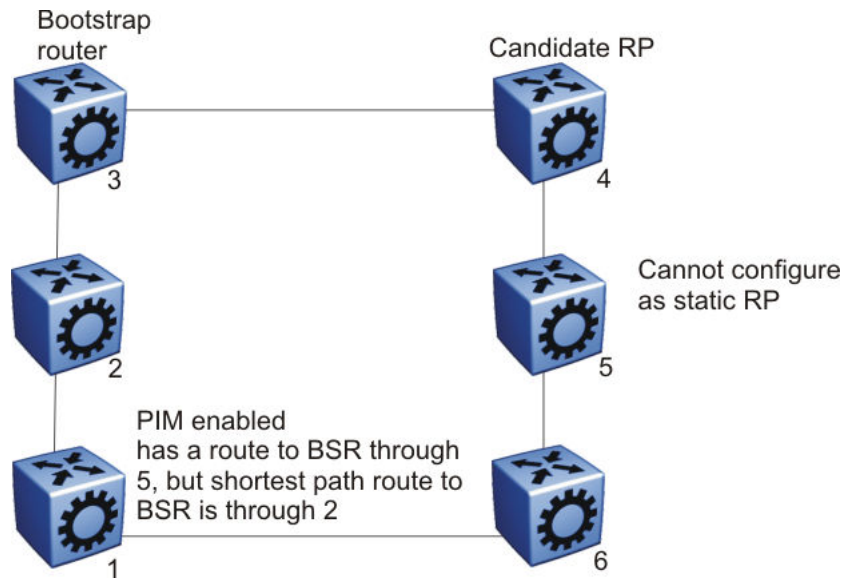 Bootstrap
router
Candidate RP
3
4
Cannot configure
as static RP
2
5
PIM enabled
has a route to BSR through
5, but shortest path route to
BSR is through 2
1
6